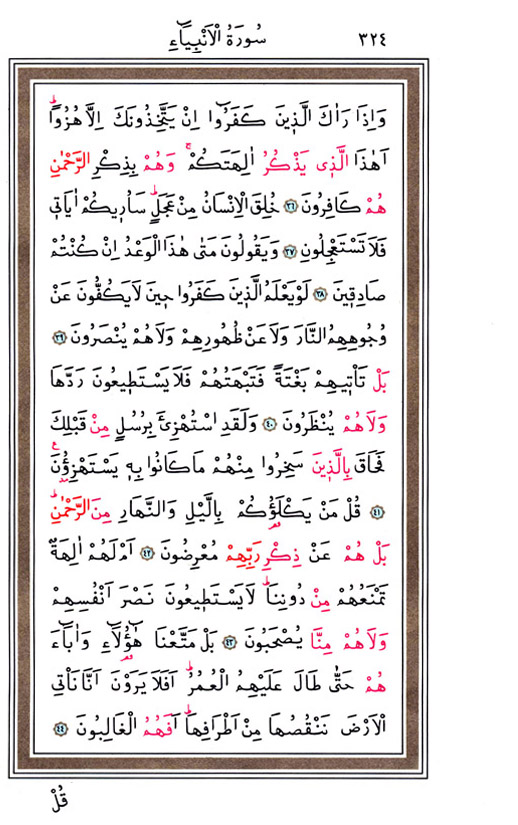 سُورَةُ الْاَنْبِيَٓاءِ ٣٢٤
وَاِذَا رَاٰكَ الَّذ۪ينَ كَفَرُٓوا اِنْ يَتَّخِذُونَكَ اِلَّا هُزُوًاۜ
اَهٰذَا الَّذ۪ي يَذْكُرُ اٰلِهَتَكُمْۚ وَهُمْ بِذِكْرِ الرَّحْمٰنِ
هُمْ كَافِرُونَ ﴿٣٦﴾ خُلِقَ الْاِنْسَانُ مِنْ عَجَلٍۜ سَاُر۪يكُمْ اٰيَات۪ي
فَلَا تَسْتَعْجِلُونِ ﴿٣٧﴾ وَيَقُولُونَ مَتٰى هٰذَا الْوَعْدُ اِنْ كُنْتُمْ
صَادِق۪ينَ ﴿٣٨﴾ لَوْ يَعْلَمُ الَّذ۪ينَ كَفَرُوا ح۪ينَ لَا يَكُفُّونَ عَنْ
وُجُوهِهِمُ النَّارَ وَلَا عَنْ ظُهُورِهِمْ وَلَا هُمْ يُنْصَرُونَ ﴿٣٩﴾
بَلْ تَأْت۪يهِمْ بَغْتَةً فَتَبْهَتُهُمْ فَلَا يَسْتَط۪يعُونَ رَدَّهَا
وَلَا هُمْ يُنْظَرُونَ ﴿٤٠﴾ وَلَقَدِ اسْتُهْزِئَ بِرُسُلٍ مِنْ قَبْلِكَ
فَحَاقَ بِالَّذ۪ينَ سَخِرُوا مِنْهُمْ مَا كَانُوا بِه۪ يَسْتَهْزِؤُ۫نَ۟
﴿٤١﴾ قُلْ مَنْ يَكْلَؤُ۬كُمْ بِالَّيْلِ وَالنَّهَارِ مِنَ الرَّحْمٰنِۜ
بَلْ هُمْ عَنْ ذِكْرِ رَبِّهِمْ مُعْرِضُونَ ﴿٤٢﴾ اَمْ لَهُمْ اٰلِهَةٌ
تَمْنَعُهُمْ مِنْ دُونِنَاۜ لَا يَسْتَط۪يعُونَ نَصْرَ اَنْفُسِهِمْ
وَلَا هُمْ مِنَّا يُصْحَبُونَ ﴿٤٣﴾ بَلْ مَتَّعْنَا هٰٓؤُ۬لَٓاءِ وَاٰبَٓاءَ
هُمْ حَتّٰى طَالَ عَلَيْهِمُ الْعُمُرُۜ اَفَلَا يَرَوْنَ اَنَّا نَأْتِي
الْاَرْضَ نَنْقُصُهَا مِنْ اَطْرَافِهَاۜ اَفَهُمُ الْغَالِبُونَ ﴿٤٤﴾
قُلْ